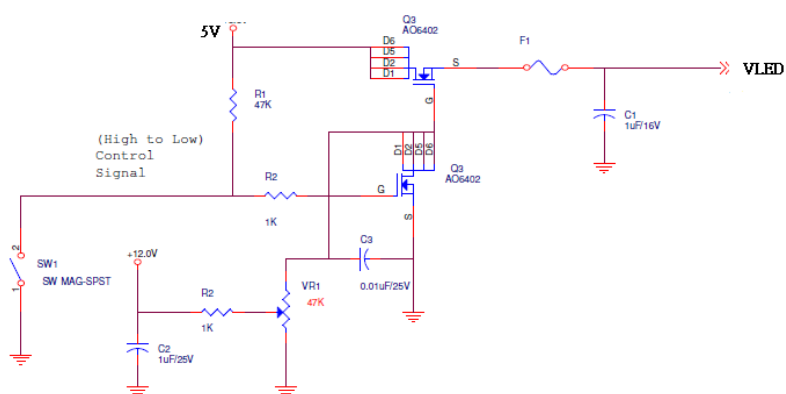 Q3
AO6402
5V
D6
D5
D2
D1
S
G
F1
VLED
R1
47K
C1
1uF/16V
(High to Low)
Control
Signal
D1
D2
D5
D6
Q3
AO6402
R2
1K
G
S
2
1
SW1
SW MAG-SPST
+12.0V
C3
0.01uF/25V
R2
1K
VR1
47K
C2
1uF/25V